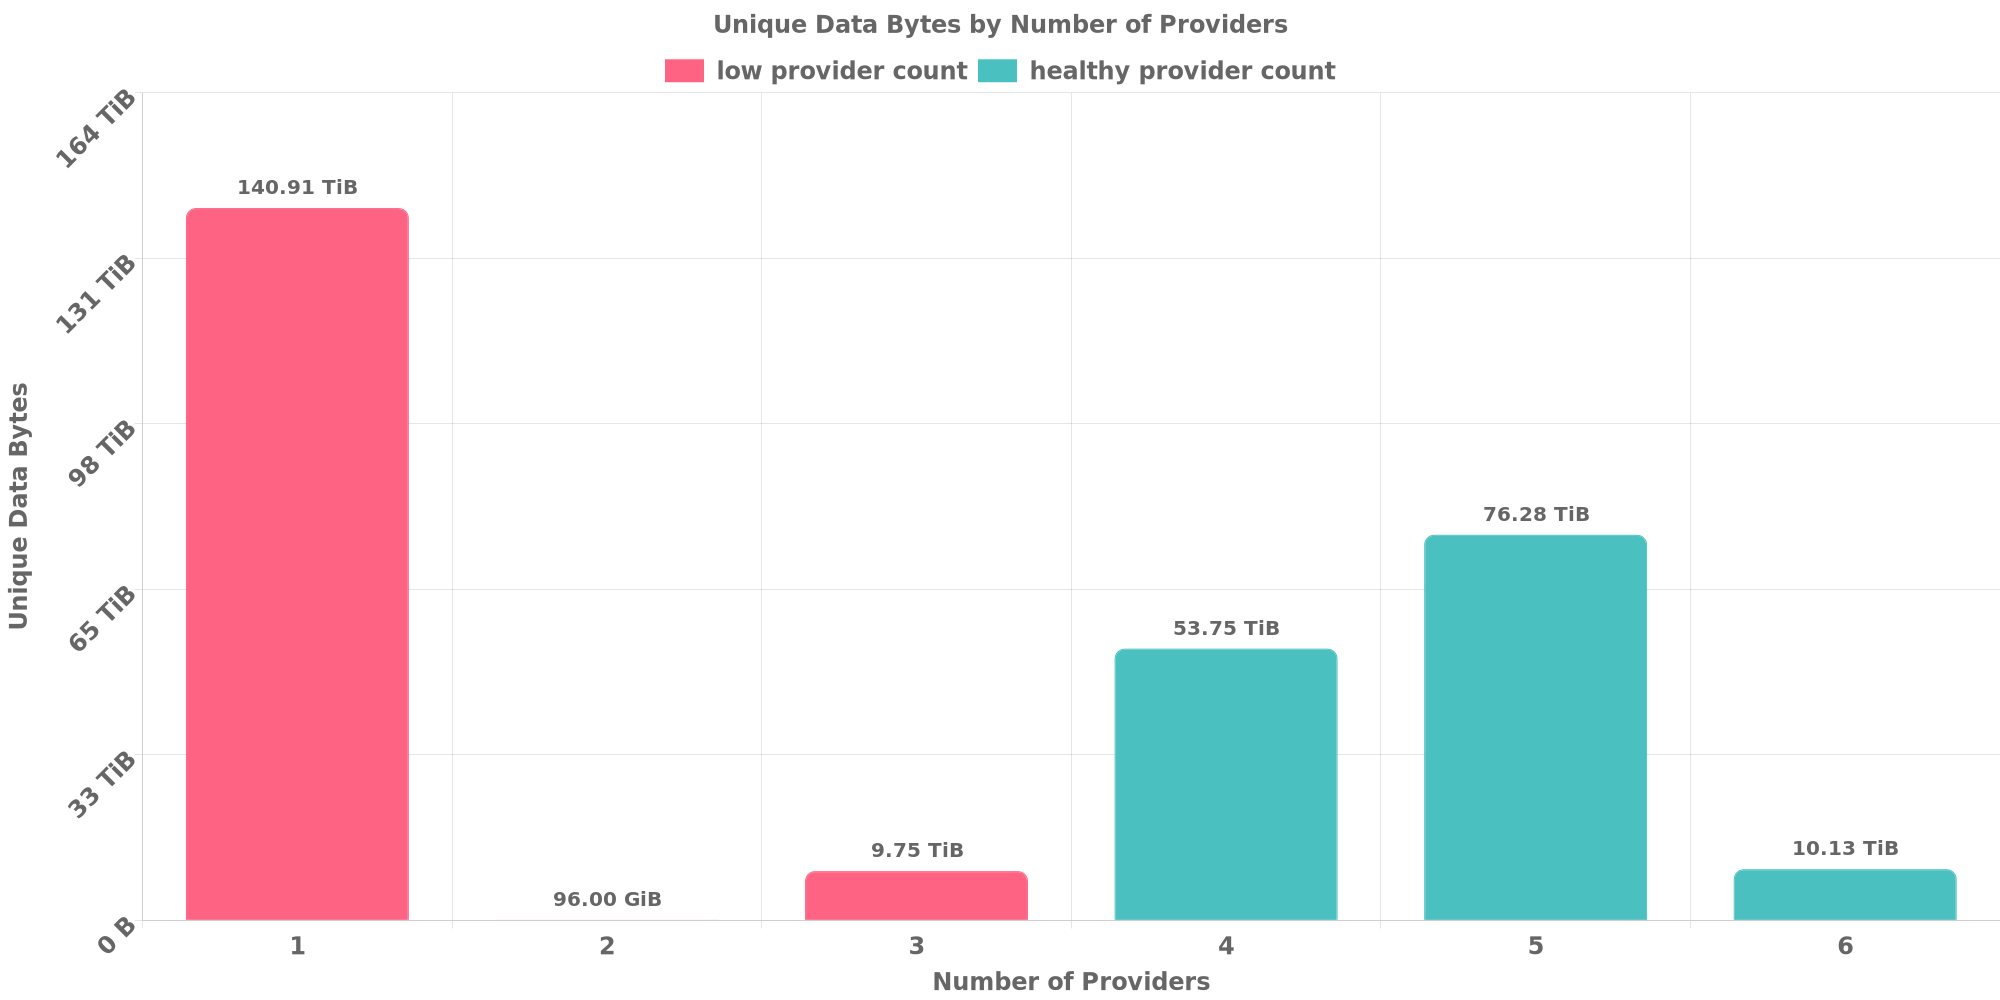 Unique Data Bytes by Number of Providers
low provider count
healthy provider count
Unique Data Bytes
164 TiB
131 TiB
98 TiB
65 TiB
33 TiB
0 B
140.91 TiB
96.00 GiB
9.75 TiB
53.75 TiB
76.28 TiB
10.13 TiB
1
2
3
4
5
6
Number of Providers